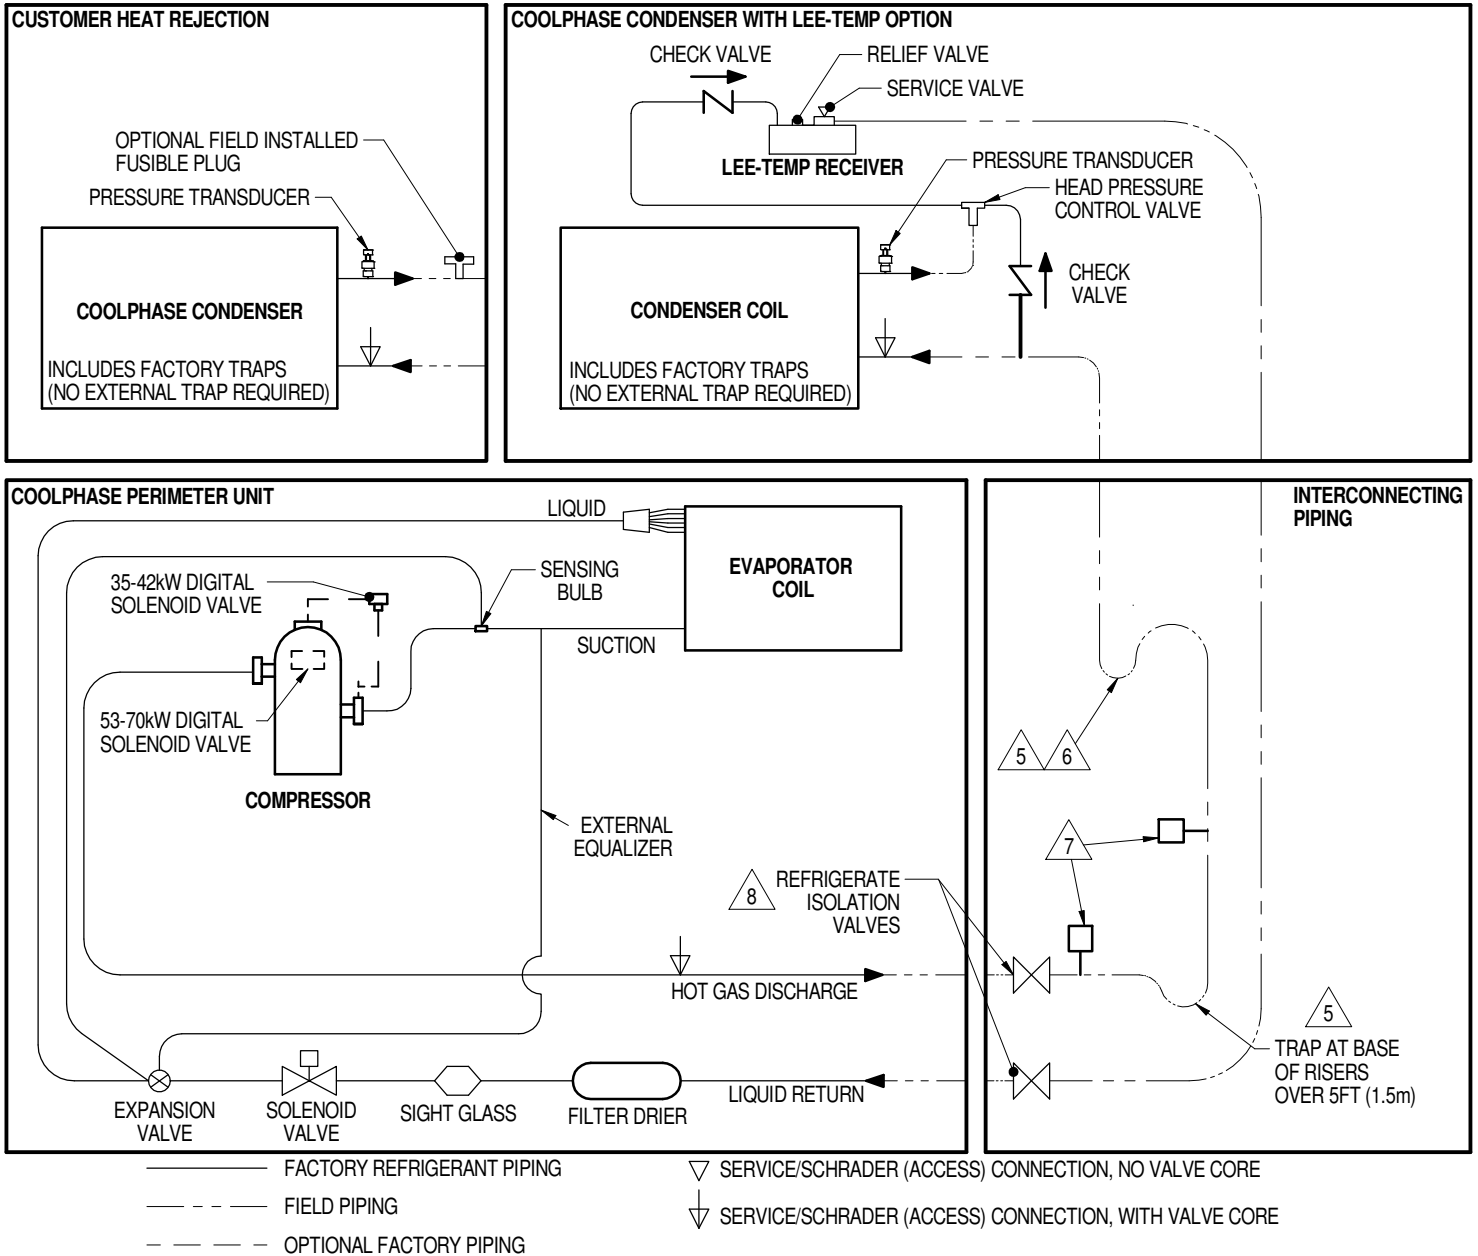 CUSTOMER HEAT REJECTION
OPTIONAL FIELD INSTALLED
FUSIBLE PLUG
PRESSURE TRANSDUCER
COOLPHASE CONDENSER
INCLUDES FACTORY TRAPS
(NO EXTERNAL TRAP REQUIRED)
COOLPHASE CONDENSER WITH LEE-TEMP OPTION
CHECK VALVE
RELIEF VALVE
SERVICE VALVE
LEE-TEMP RECEIVER
PRESSURE TRANSDUCER
HEAD PRESSURE
CONTROL VALVE
CONDENSER COIL
CHECK
VALVE
INCLUDES FACTORY TRAPS
(NO EXTERNAL TRAP REQUIRED)
COOLPHASE PERIMETER UNIT
LIQUID
EVAPORATOR
COIL
SENSING
BULB
35-42kW DIGITAL
SOLENOID VALVE
SUCTION
53-70kW DIGITAL
SOLENOID VALVE
COMPRESSOR
EXTERNAL
EQUALIZER
8
REFRIGERATE
ISOLATION
VALVES
HOT GAS DISCHARGE
LIQUID RETURN
EXPANSION
VALVE
SOLENOID
VALVE
SIGHT GLASS
FILTER DRIER
INTERCONNECTING
PIPING
5
6
7
5
TRAP AT BASE
OF RISERS
OVER 5FT (1.5m)
FACTORY REFRIGERANT PIPING
FIELD PIPING
OPTIONAL FACTORY PIPING
SERVICE/SCHRADER (ACCESS) CONNECTION, NO VALVE CORE
SERVICE/SCHRADER (ACCESS) CONNECTION, WITH VALVE CORE